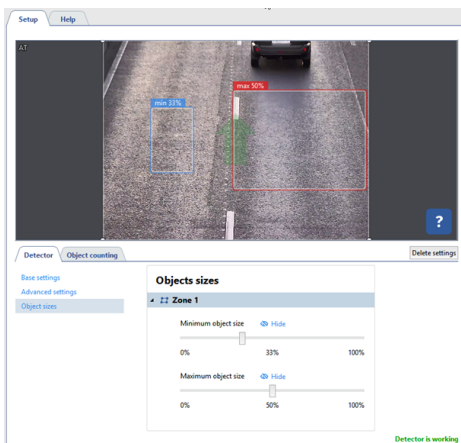 Setup Help
AT
max 50%
min 33%
?
Detector Object counting Delete settings
Base settings
Advanced settings
Object sizes
Objects sizes
Zone 1
Minimum object size Hide
0% 33% 100%
Maximum object size Hide
0% 50% 100%
Detector is working